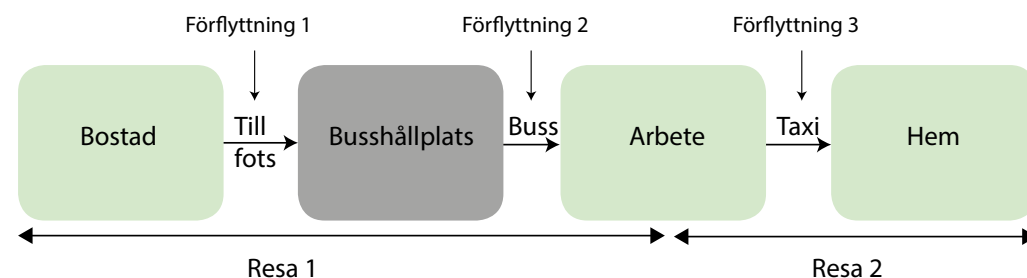 Förflyttning 1
Förflyttning 2
Förflyttning 3
Bostad
Till
fots
Busshållplats
Buss
Arbete
Taxi
Hem
Resa 1
Resa 2